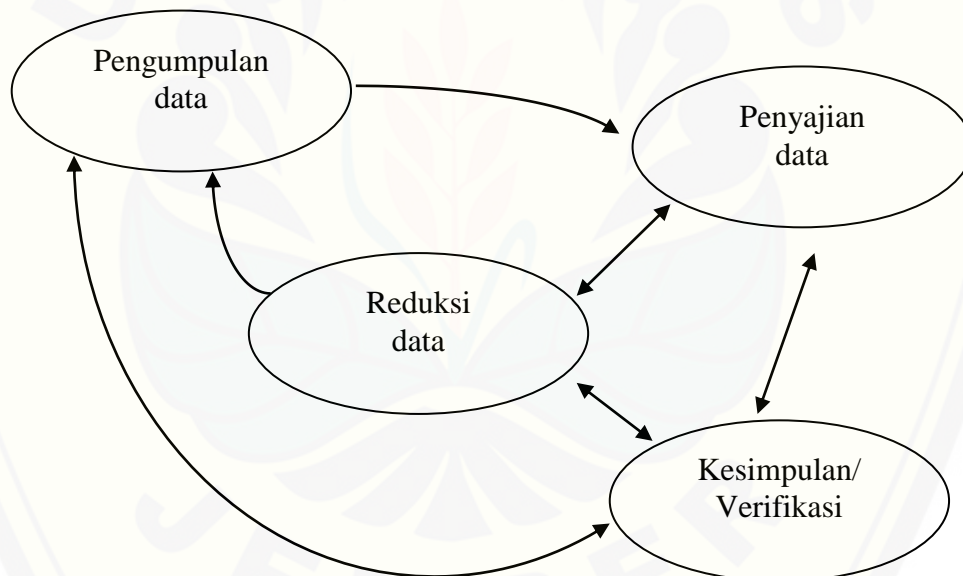 Pengumpulan
data
Penyajian
data
Reduksi
data
Kesimpulan/
Verifikasi